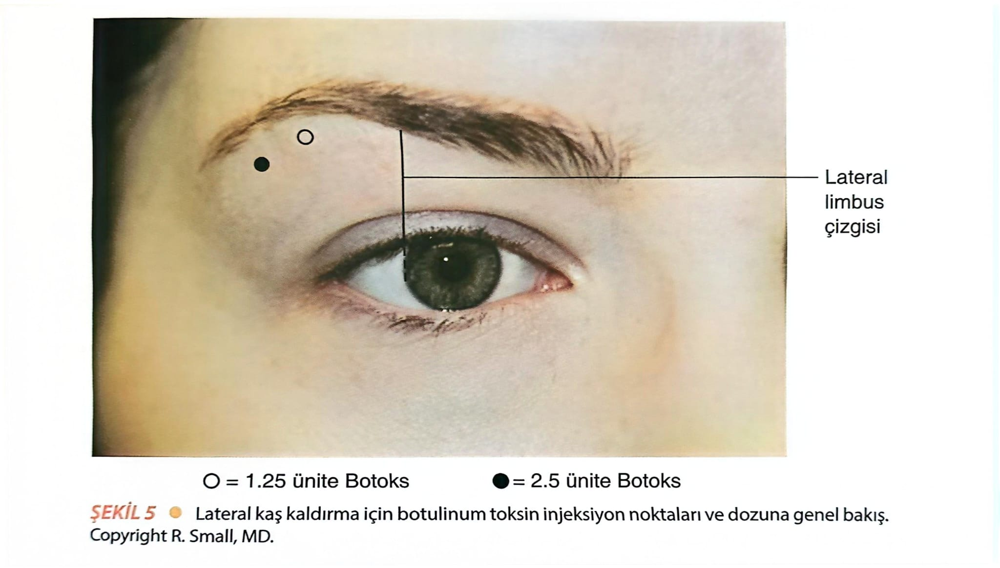 Lateral
limbus
çizgisi
O = 1.25 ünite Botoks
● = 2.5 ünite Botoks
ŞEKİL 5 ● Lateral kaş kaldırma için botulinum toksin injeksiyon noktaları ve dozuna genel bakış.
Copyright R. Small, MD.